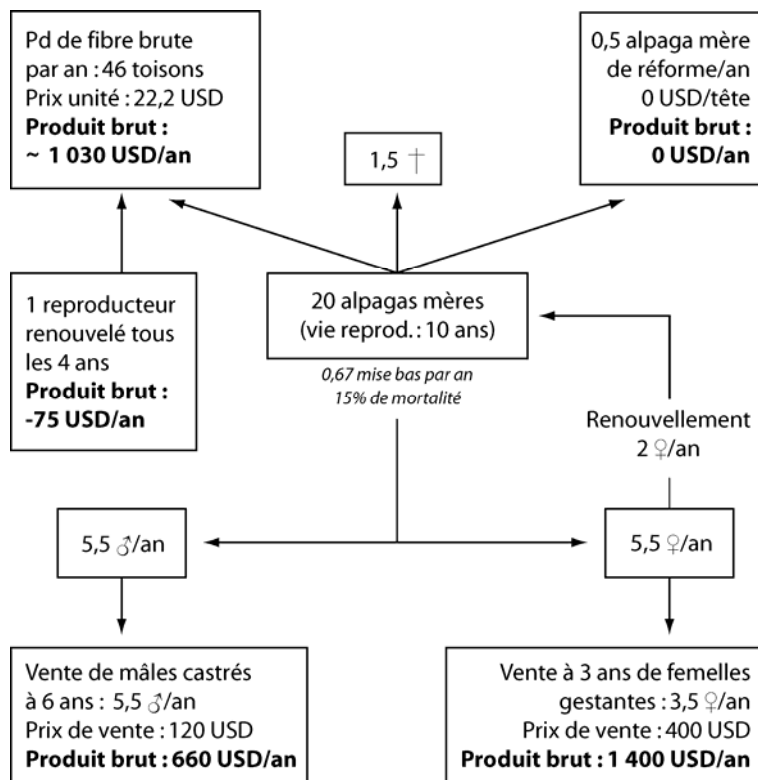 Pd de fibre brute
par an : 46 toisons
Prix unité : 22,2 USD
Produit brut :
~ 1 030 USD/an
0,5 alpaga mère
de réforme/an
0 USD/tête
Produit brut :
0 USD/an
1,5 †
1 reproducteur
renouvelé tous
les 4 ans
Produit brut :
-75 USD/an
20 alpagas mères
(vie reprod. : 10 ans)
0,67 mise bas par an
15% de mortalité
Renouvellement
2 ♀/an
5,5 ♂/an
5,5 ♀/an
Vente de mâles castrés
à 6 ans : 5,5 ♂/an
Prix de vente : 120 USD
Produit brut : 660 USD/an
Vente à 3 ans de femelles
gestantes : 3,5 ♀/an
Prix de vente : 400 USD
Produit brut : 1 400 USD/an